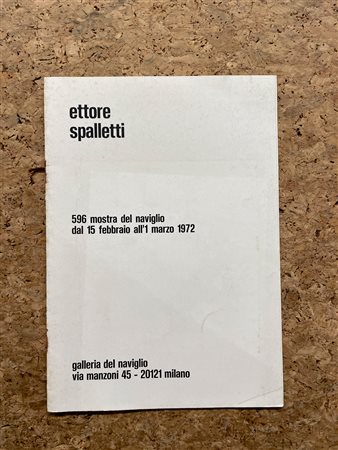 ettore
spalletti
596 mostra del naviglio
dal 15 febbraio all'1 marzo 1972
galleria del naviglio
via manzoni 45 - 20121 milano